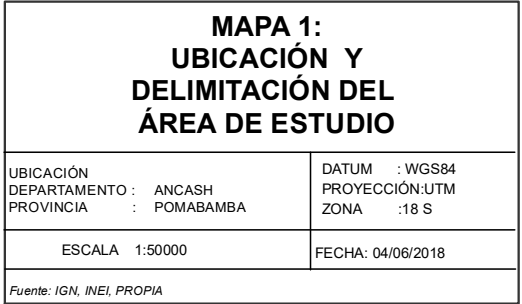 MAPA 1:
UBICACIÓN Y
DELIMITACIÓN DEL
ÁREA DE ESTUDIO
UBICACIÓN
DEPARTAMENTO : ANCASH
PROVINCIA : POMABAMBA
DATUM : WGS84
PROYECCIÓN:UTM
ZONA :18 S
ESCALA 1:50000
FECHA: 04/06/2018
Fuente: IGN, INEI, PROPIA